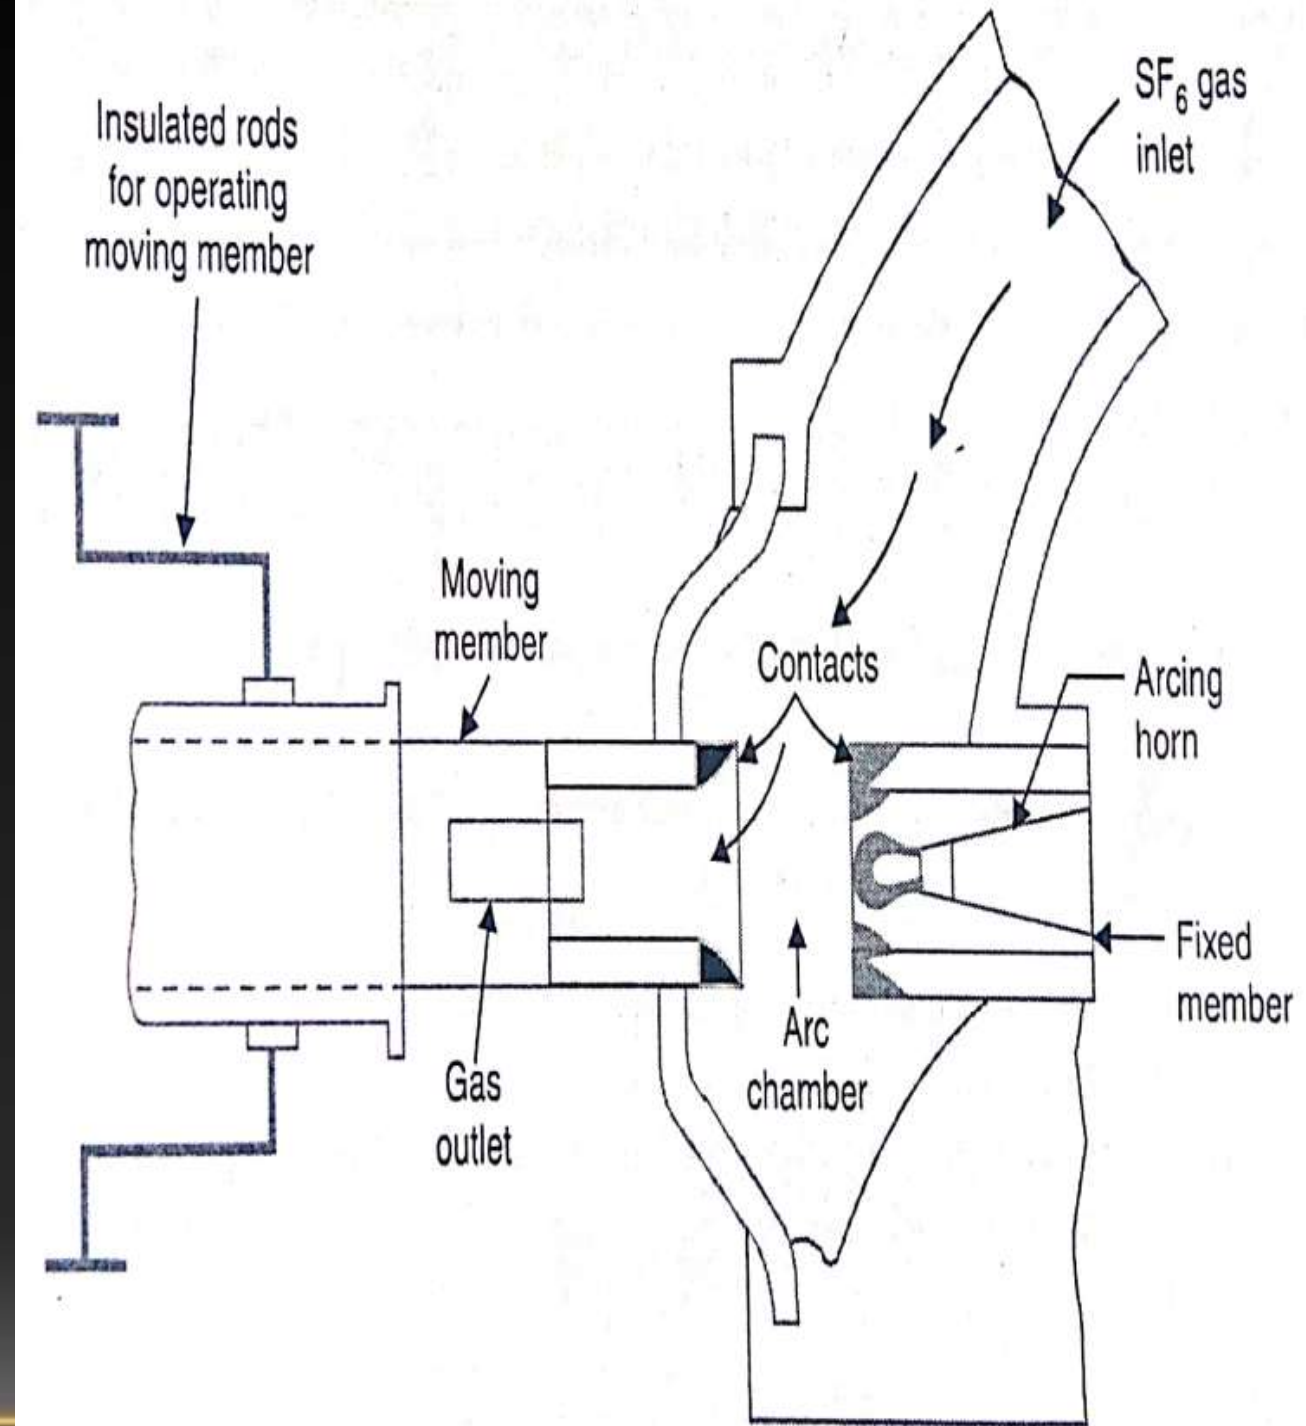 Insulated rods
for operating
moving member
SF₆ gas
inlet
Moving
member
Contacts
Arcing
horn
Fixed
member
Arc
chamber
Gas
outlet